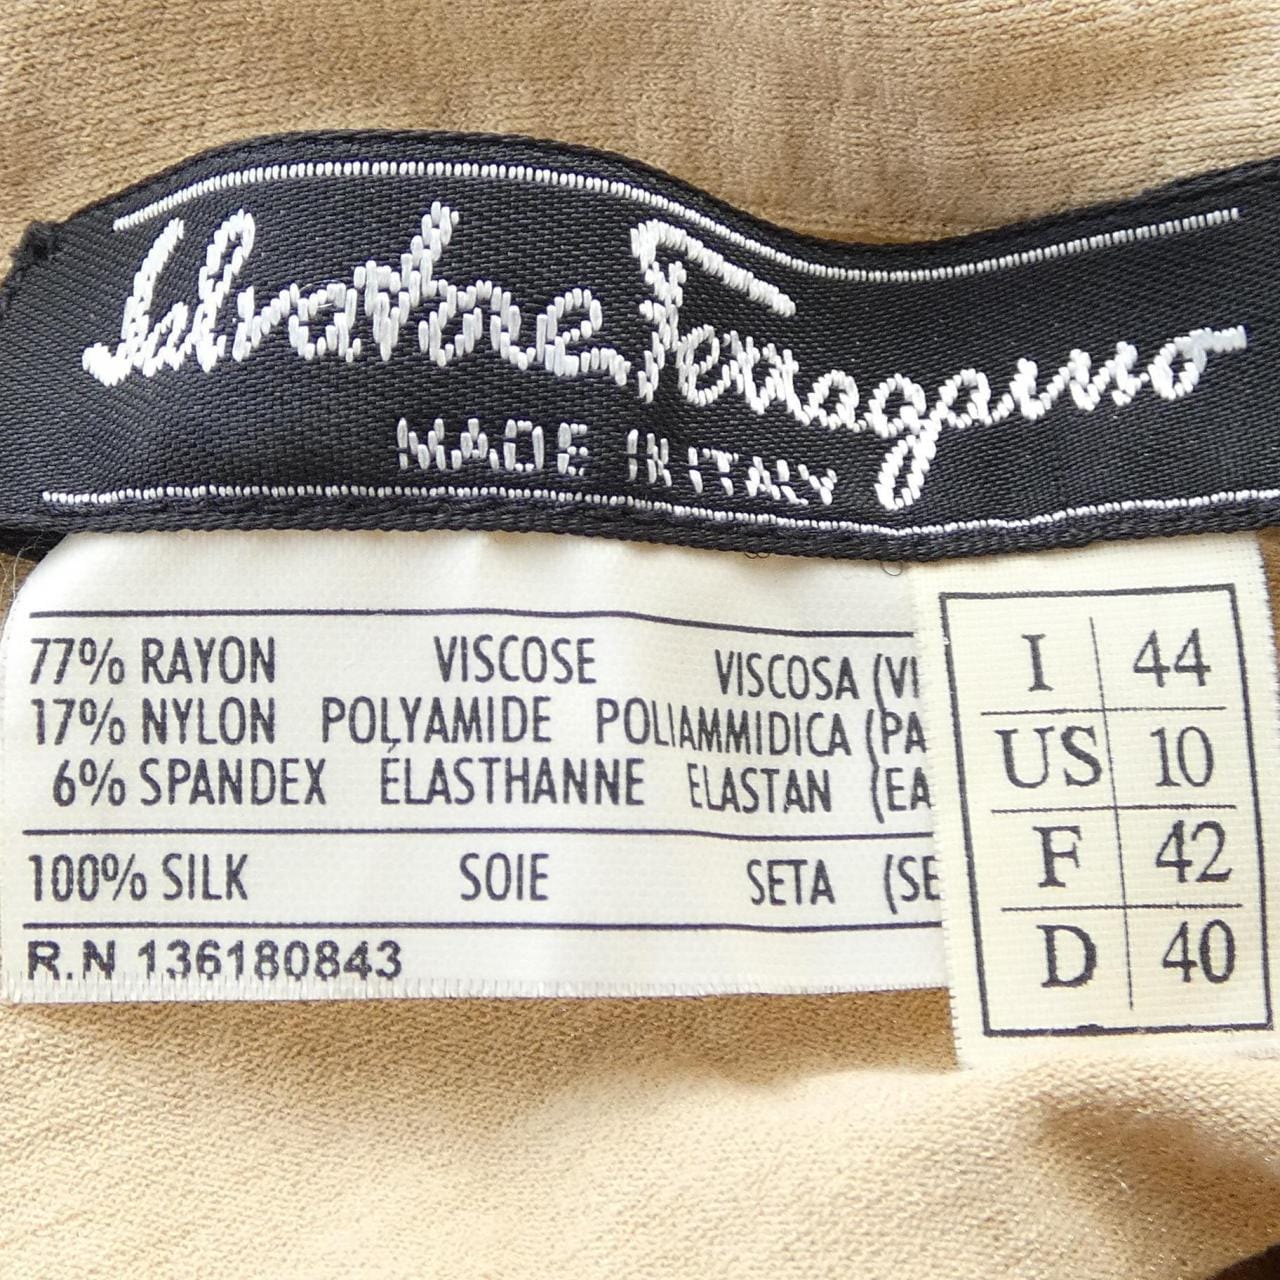 Salvatore Ferragamo
MADE IN ITALY
77% RAYON VISCOSE VISCOSA (VI
17% NYLON POLYAMIDE POLIAMMIDICA (PA
6% SPANDEX ÉLASTHANNE ELASTAN (EA
100% SILK SOIE SETA (SE
R.N 136180843
I 44
US 10
F 42
D 40